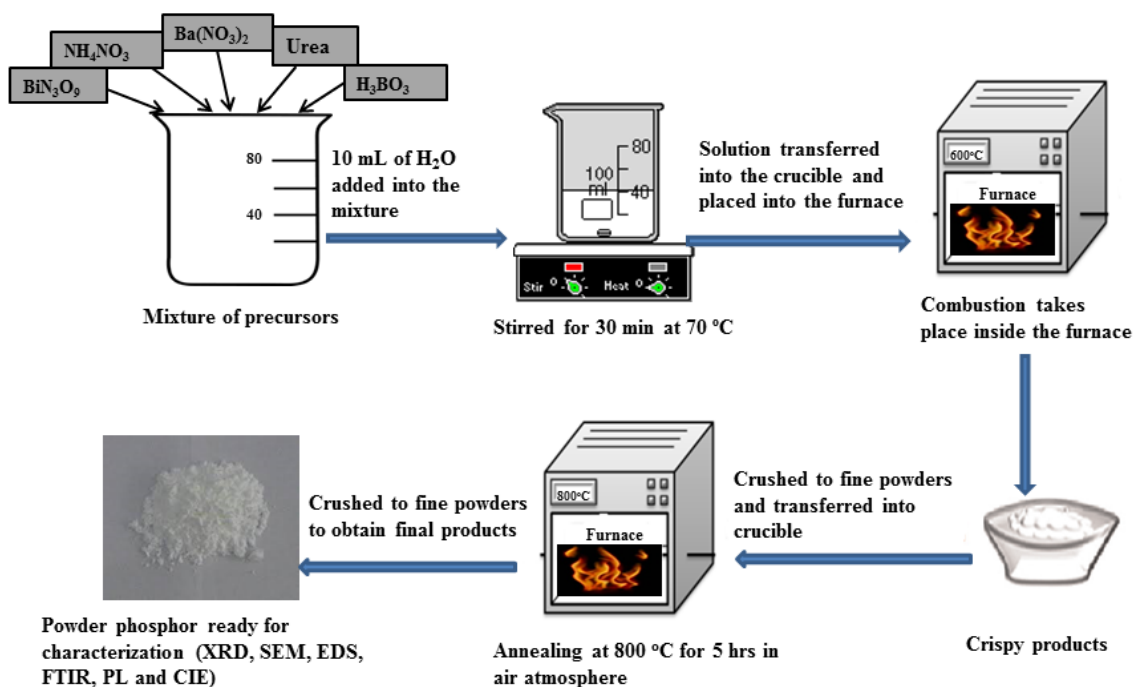 Ba(NO₃)₂
NH₄NO₃
Urea
BiN₃O₉
H₃BO₃
80
40
10 mL of H₂O
added into the
mixture
Mixture of precursors
80
100
ml
40
Stir 0
Heat 0
Stirred for 30 min at 70 °C
Solution transferred
into the crucible and
placed into the furnace
600°C
Furnace
Combustion takes
place inside the furnace
Crispy products
Crushed to fine powders
and transferred into
crucible
800°C
Furnace
Annealing at 800 °C for 5 hrs in
air atmosphere
Crushed to fine powders
to obtain final products
Powder phosphor ready for
characterization (XRD, SEM, EDS,
FTIR, PL and CIE)